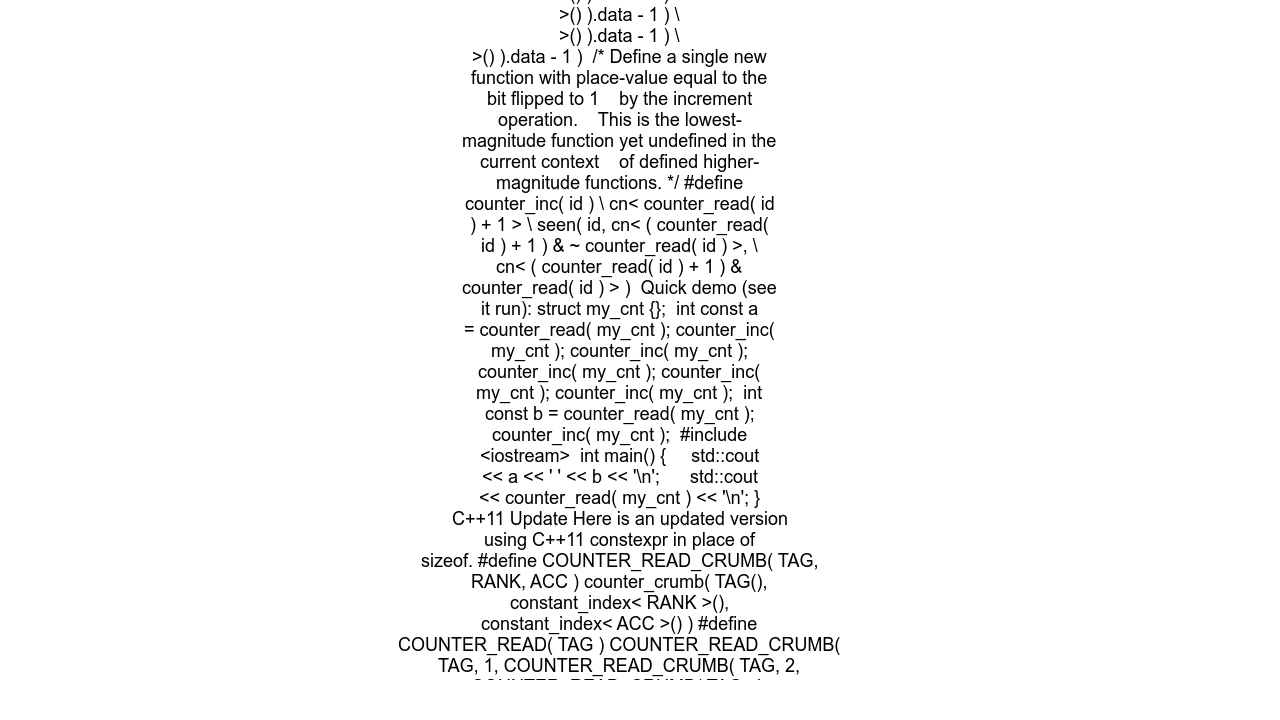 >() ).data - 1 ) \
>() ).data - 1 ) \
>() ).data - 1 )  /* Define a single new
function with place-value equal to the
bit flipped to 1    by the increment
operation.    This is the lowest-
magnitude function yet undefined in the
current context    of defined higher-
magnitude functions. */ #define
counter_inc( id ) \ cn< counter_read( id
) + 1 > \ seen( id, cn< ( counter_read(
id ) + 1 ) & ~ counter_read( id ) >, \
cn< ( counter_read( id ) + 1 ) &
counter_read( id ) > )  Quick demo (see
it run): struct my_cnt {};  int const a
= counter_read( my_cnt ); counter_inc(
my_cnt ); counter_inc( my_cnt );
counter_inc( my_cnt ); counter_inc(
my_cnt ); counter_inc( my_cnt );  int
const b = counter_read( my_cnt );
counter_inc( my_cnt );  #include
<iostream>  int main() {     std::cout
<< a << ' ' << b << '\n';      std::cout
<< counter_read( my_cnt ) << '\n'; }
C++11 Update Here is an updated version
using C++11 constexpr in place of
sizeof. #define COUNTER_READ_CRUMB( TAG,
RANK, ACC ) counter_crumb( TAG(),
constant_index< RANK >(),
constant_index< ACC >() ) #define
COUNTER_READ( TAG ) COUNTER_READ_CRUMB(
TAG, 1, COUNTER_READ_CRUMB( TAG, 2,